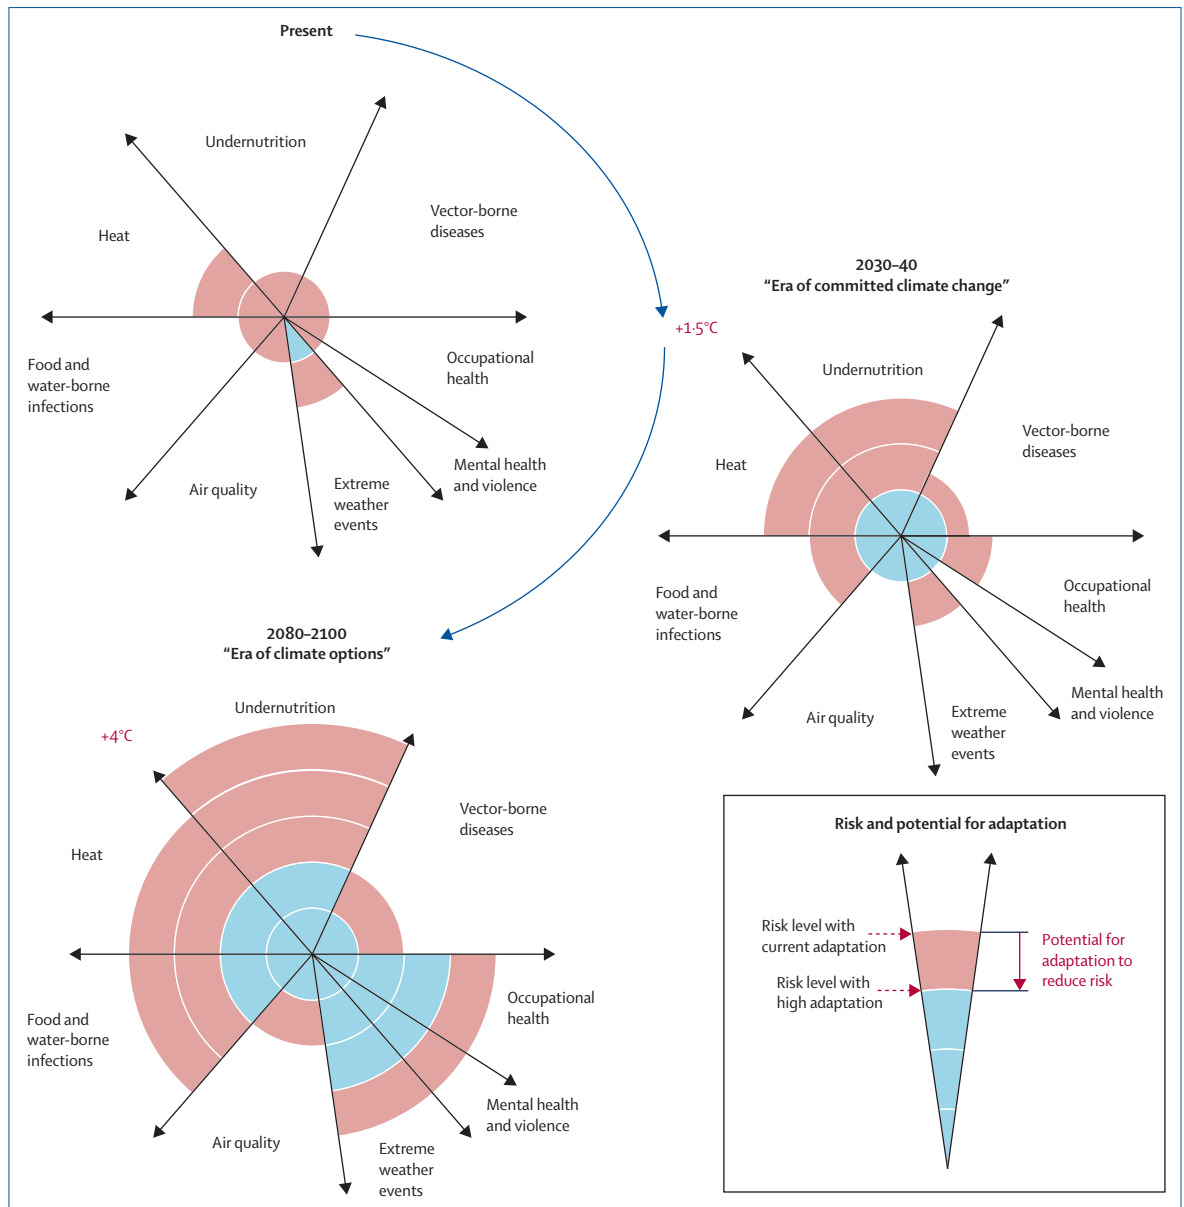 Present
Undernutrition
Vector-borne
diseases
Heat
Food and
water-borne
infections
Occupational
health
Mental health
and violence
Air quality
Extreme
weather
events
2030–40
“Era of committed climate change”
+1·5°C
Undernutrition
Vector-borne
diseases
Heat
Food and
water-borne
infections
Occupational
health
Mental health
and violence
Air quality
Extreme
weather
events
2080–2100
“Era of climate options”
+4°C
Undernutrition
Vector-borne
diseases
Heat
Food and
water-borne
infections
Occupational
health
Mental health
and violence
Air quality
Extreme
weather
events
Risk and potential for adaptation
Risk level with
current adaptation
Risk level with
high adaptation
Potential for
adaptation to
reduce risk